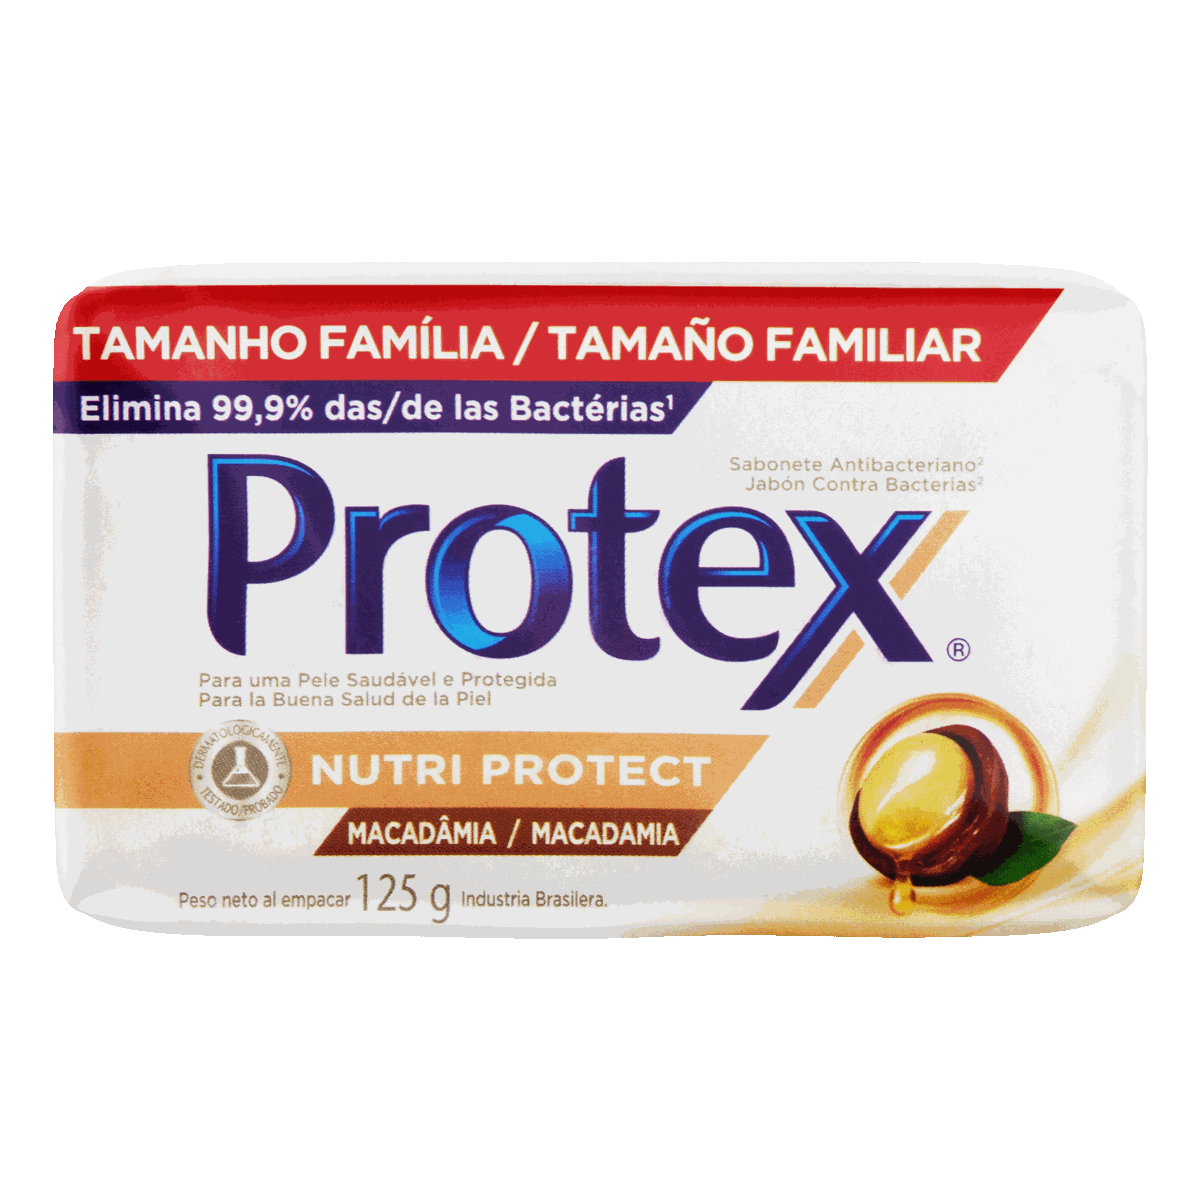 TAMANHO FAMÍLIA / TAMAÑO FAMILIAR
Elimina 99,9% das/de las Bactérias¹
Sabonete Antibacteriano²
Jabón Contra Bacterias²
Protex®
Para uma Pele Saudável e Protegida
Para la Buena Salud de la Piel
DERMATOLOGICAMENTE
TESTADO/PROBADO
NUTRI PROTECT
MACADÂMIA / MACADAMIA
Peso neto al empacar 125 g Industria Brasilera.